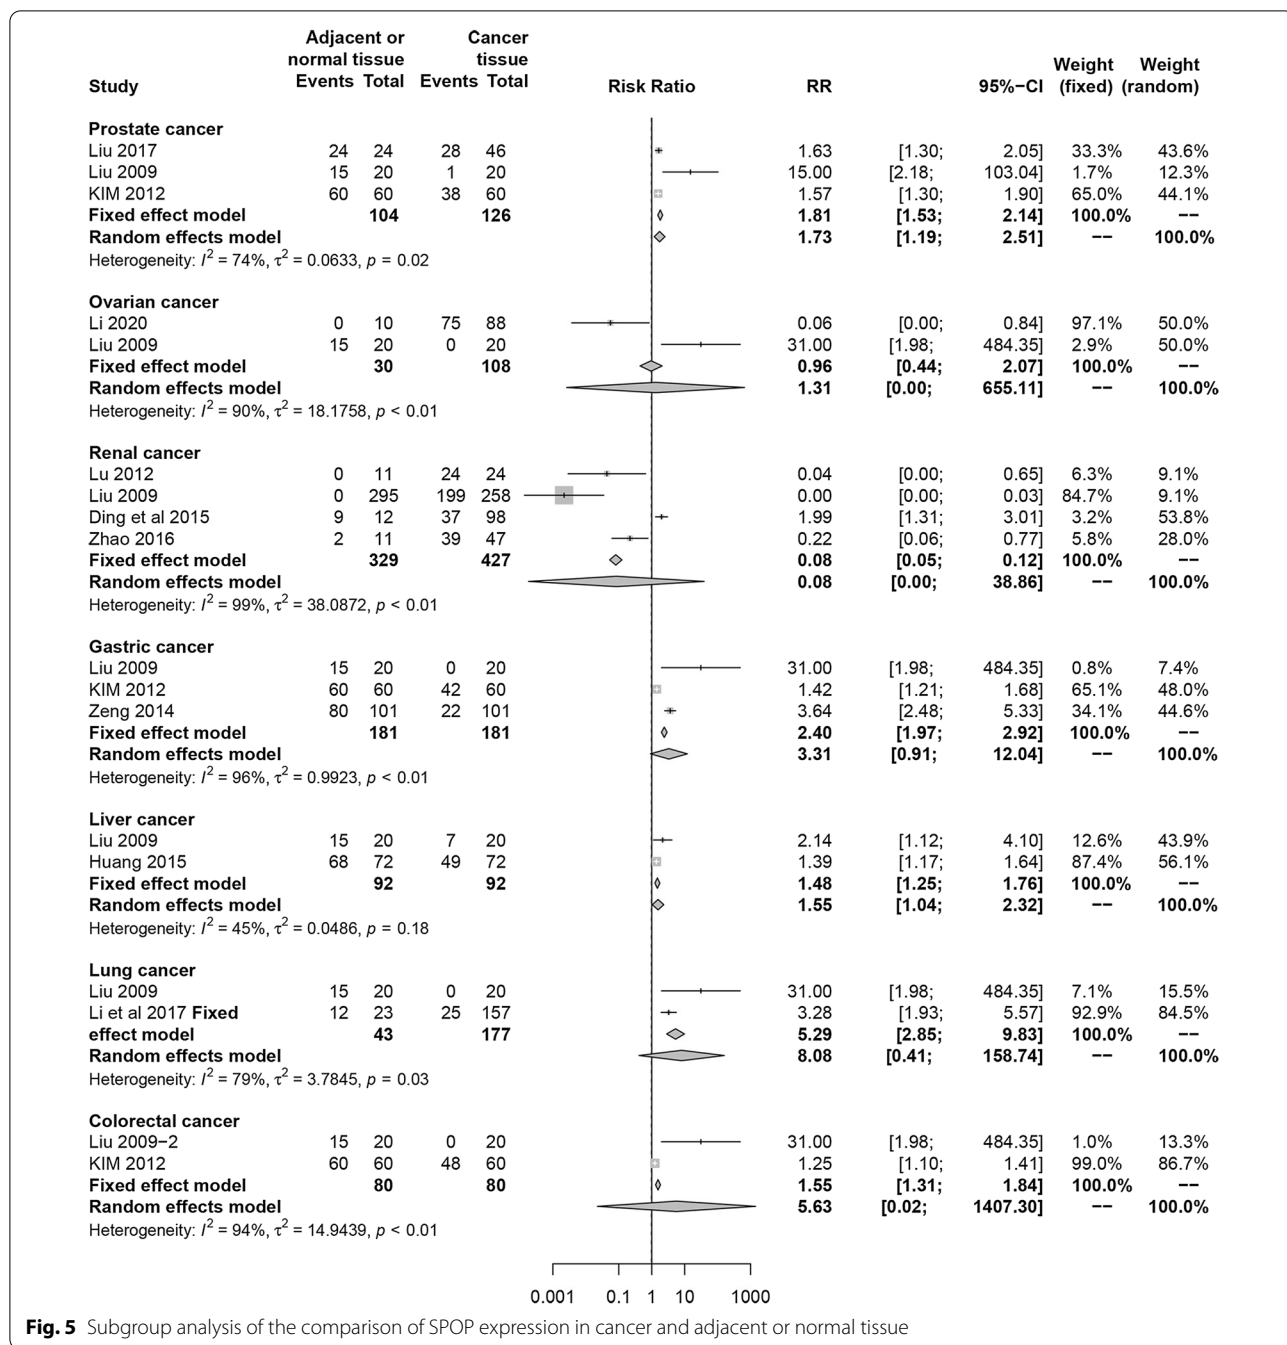 Adjacent or Cancer
normal tissue tissue
Events Total Events Total Weight Weight
Study Risk Ratio RR 95%−CI (fixed) (random)
Prostate cancer
Liu 2017 24 24 28 46 1.63 [1.30; 2.05] 33.3% 43.6%
Liu 2009 15 20 1 20 15.00 [2.18; 103.04] 1.7% 12.3%
KIM 2012 60 60 38 60 1.57 [1.30; 1.90] 65.0% 44.1%
Fixed effect model 104 126 1.81 [1.53; 2.14] 100.0% −−
Random effects model 1.73 [1.19; 2.51] −− 100.0%
Heterogeneity: I² = 74%, τ² = 0.0633, p = 0.02
Ovarian cancer
Li 2020 0 10 75 88 0.06 [0.00; 0.84] 97.1% 50.0%
Liu 2009 15 20 0 20 31.00 [1.98; 484.35] 2.9% 50.0%
Fixed effect model 30 108 0.96 [0.44; 2.07] 100.0% −−
Random effects model 1.31 [0.00; 655.11] −− 100.0%
Heterogeneity: I² = 90%, τ² = 18.1758, p < 0.01
Renal cancer
Lu 2012 0 11 24 24 0.04 [0.00; 0.65] 6.3% 9.1%
Liu 2009 0 295 199 258 0.00 [0.00; 0.03] 84.7% 9.1%
Ding et al 2015 9 12 37 98 1.99 [1.31; 3.01] 3.2% 53.8%
Zhao 2016 2 11 39 47 0.22 [0.06; 0.77] 5.8% 28.0%
Fixed effect model 329 427 0.08 [0.05; 0.12] 100.0% −−
Random effects model 0.08 [0.00; 38.86] −− 100.0%
Heterogeneity: I² = 99%, τ² = 38.0872, p < 0.01
Gastric cancer
Liu 2009 15 20 0 20 31.00 [1.98; 484.35] 0.8% 7.4%
KIM 2012 60 60 42 60 1.42 [1.21; 1.68] 65.1% 48.0%
Zeng 2014 80 101 22 101 3.64 [2.48; 5.33] 34.1% 44.6%
Fixed effect model 181 181 2.40 [1.97; 2.92] 100.0% −−
Random effects model 3.31 [0.91; 12.04] −− 100.0%
Heterogeneity: I² = 96%, τ² = 0.9923, p < 0.01
Liver cancer
Liu 2009 15 20 7 20 2.14 [1.12; 4.10] 12.6% 43.9%
Huang 2015 68 72 49 72 1.39 [1.17; 1.64] 87.4% 56.1%
Fixed effect model 92 92 1.48 [1.25; 1.76] 100.0% −−
Random effects model 1.55 [1.04; 2.32] −− 100.0%
Heterogeneity: I² = 45%, τ² = 0.0486, p = 0.18
Lung cancer
Liu 2009 15 20 0 20 31.00 [1.98; 484.35] 7.1% 15.5%
Li et al 2017 Fixed 12 23 25 157 3.28 [1.93; 5.57] 92.9% 84.5%
effect model 43 177 5.29 [2.85; 9.83] 100.0% −−
Random effects model 8.08 [0.41; 158.74] −− 100.0%
Heterogeneity: I² = 79%, τ² = 3.7845, p = 0.03
Colorectal cancer
Liu 2009−2 15 20 0 20 31.00 [1.98; 484.35] 1.0% 13.3%
KIM 2012 60 60 48 60 1.25 [1.10; 1.41] 99.0% 86.7%
Fixed effect model 80 80 1.55 [1.31; 1.84] 100.0% −−
Random effects model 5.63 [0.02; 1407.30] −− 100.0%
Heterogeneity: I² = 94%, τ² = 14.9439, p < 0.01
0.001 0.1 1 10 1000
Fig. 5 Subgroup analysis of the comparison of SPOP expression in cancer and adjacent or normal tissue